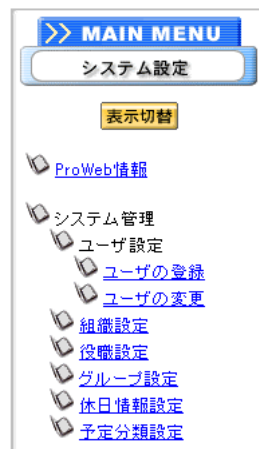 >> MAIN MENU
システム設定
表示切替
ProWeb情報
システム管理
ユーザ設定
ユーザの登録
ユーザの変更
組織設定
役職設定
グループ設定
休日情報設定
予定分類設定